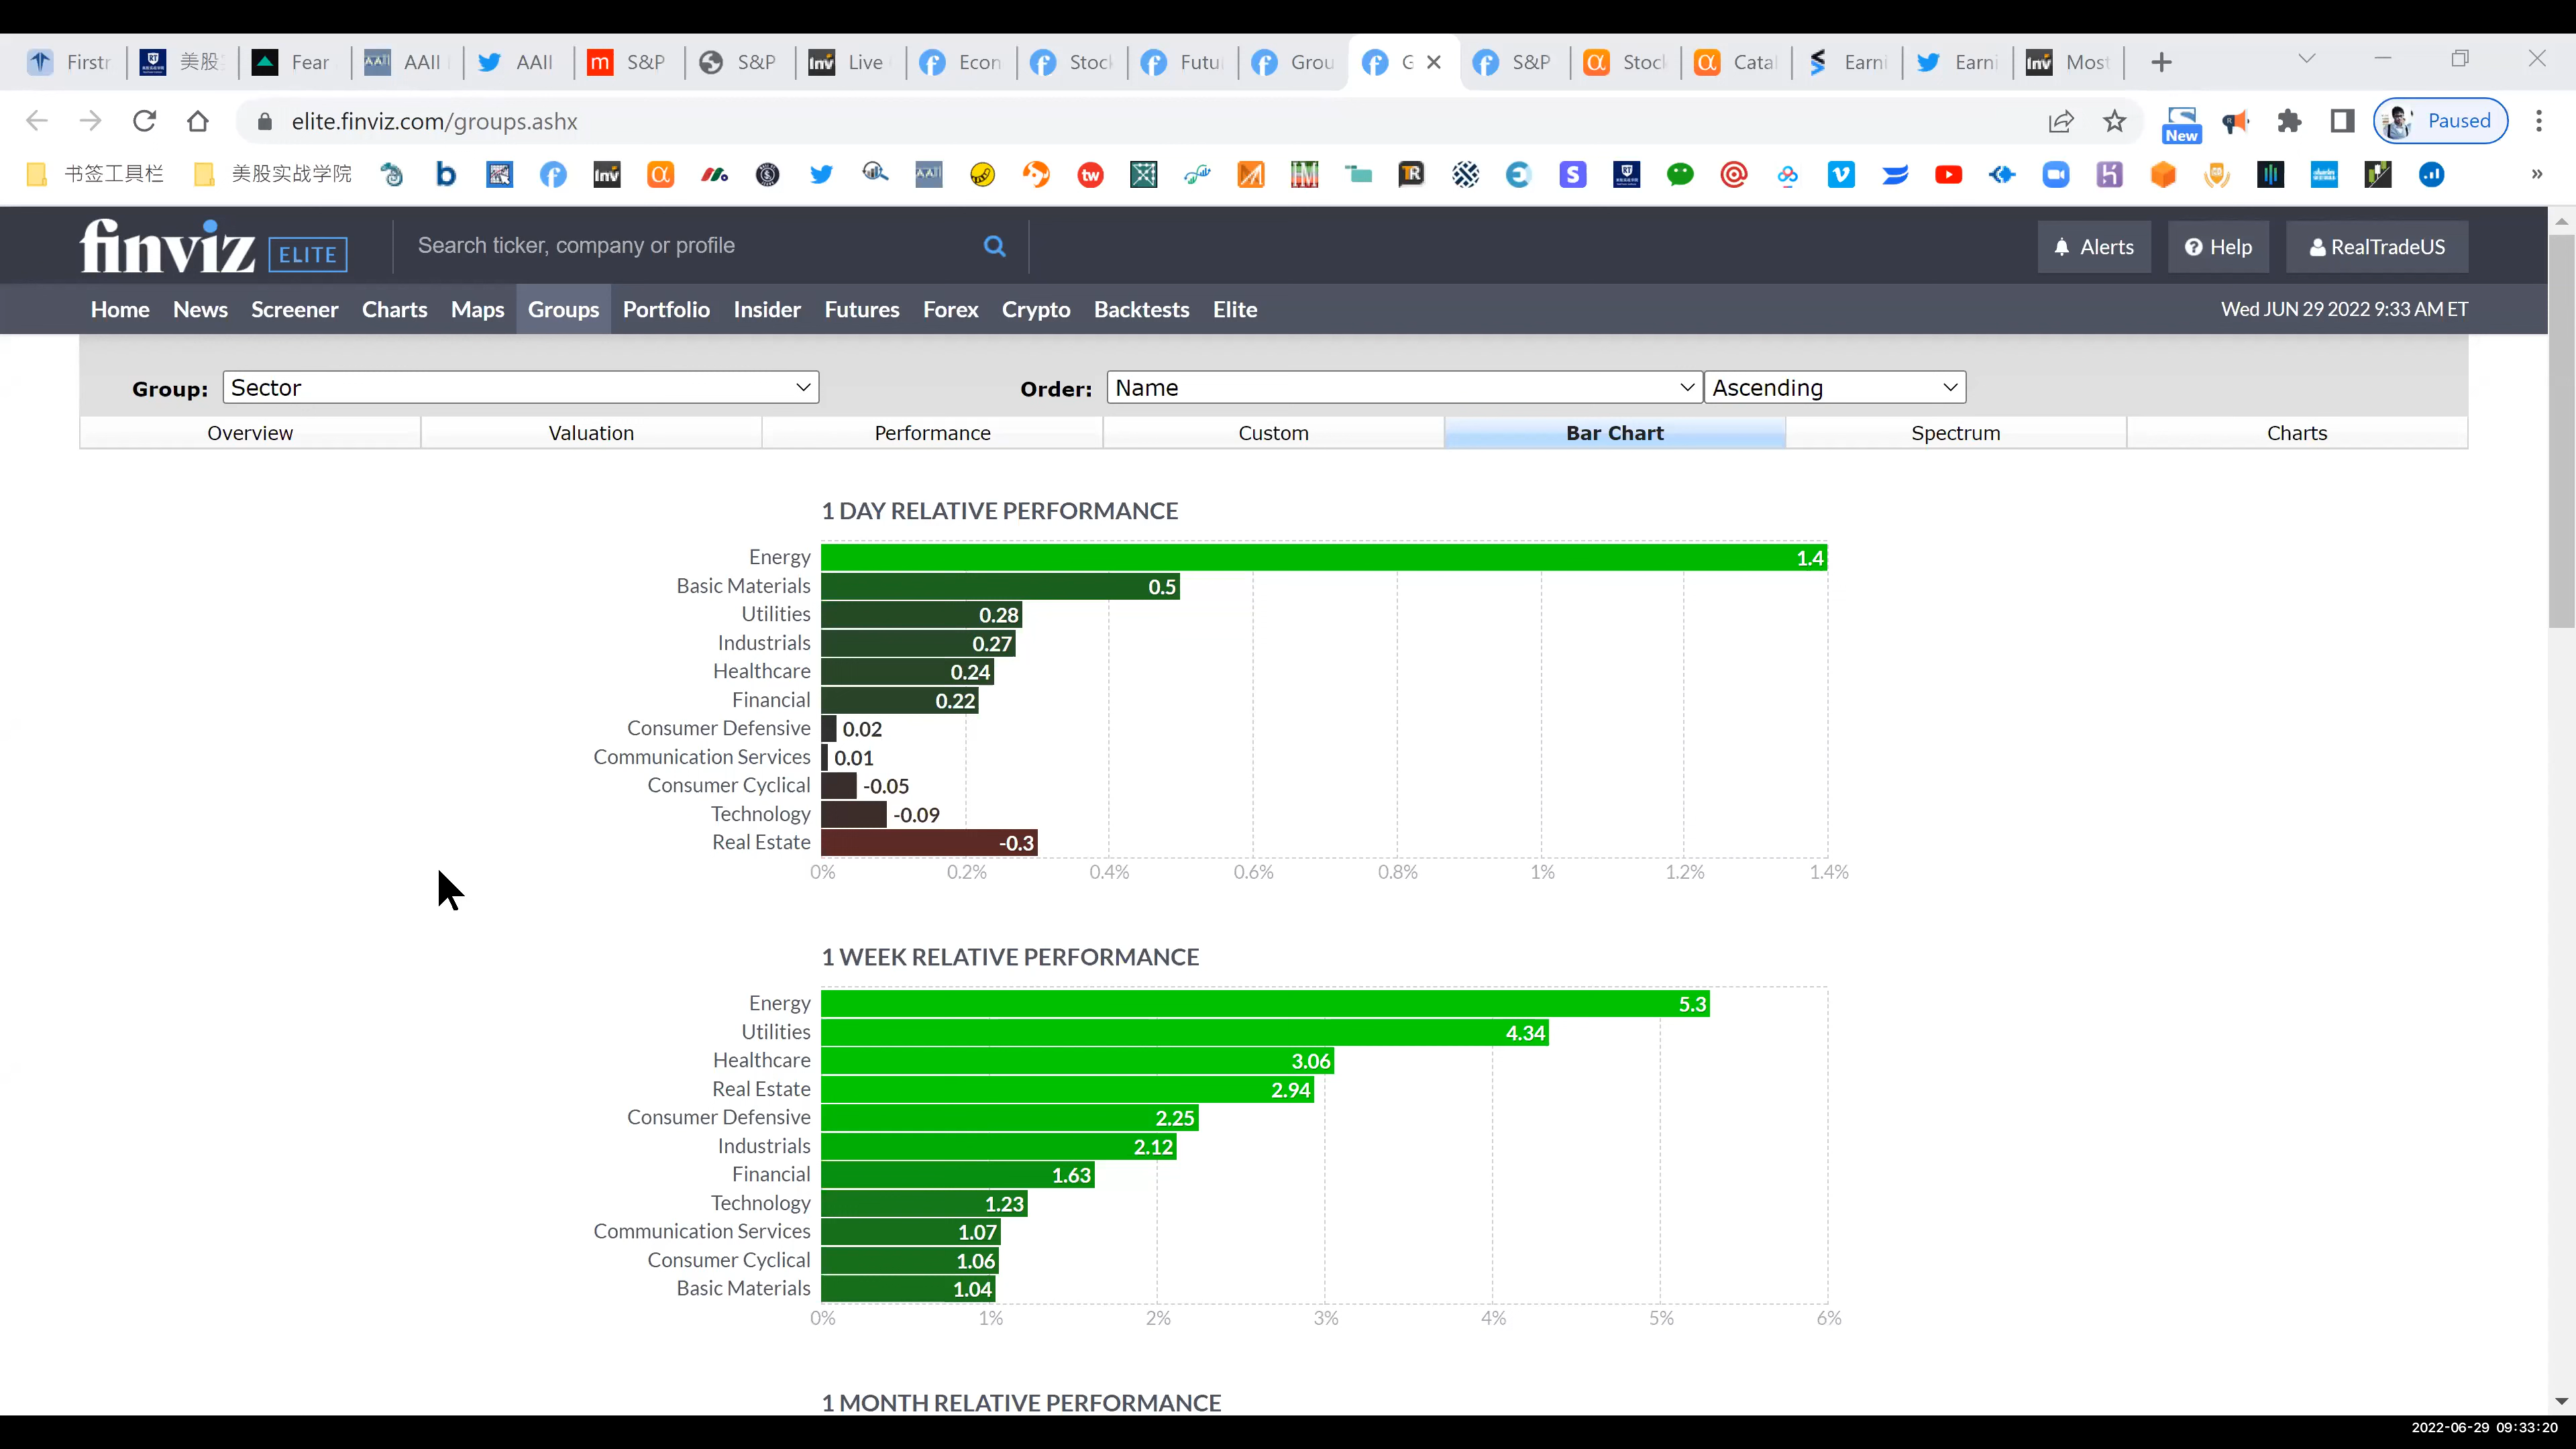 Firstr 美股 Fear AAII AAII S&P S&P Live Econ Stoc Futu Grou G S&P Stoc Cata Earni Earni Most
elite.finviz.com/groups.ashx New Paused
书签工具栏 美股实战学院
finviz ELITE Search ticker, company or profile Alerts Help RealTradeUS
Home News Screener Charts Maps Groups Portfolio Insider Futures Forex Crypto Backtests Elite Wed JUN 29 2022 9:33 AM ET
Group: Sector Order: Name Ascending
Overview Valuation Performance Custom Bar Chart Spectrum Charts
1 DAY RELATIVE PERFORMANCE
Energy 1.4
Basic Materials 0.5
Utilities 0.28
Industrials 0.27
Healthcare 0.24
Financial 0.22
Consumer Defensive 0.02
Communication Services 0.01
Consumer Cyclical -0.05
Technology -0.09
Real Estate -0.3
0% 0.2% 0.4% 0.6% 0.8% 1% 1.2% 1.4%
1 WEEK RELATIVE PERFORMANCE
Energy 5.3
Utilities 4.34
Healthcare 3.06
Real Estate 2.94
Consumer Defensive 2.25
Industrials 2.12
Financial 1.63
Technology 1.23
Communication Services 1.07
Consumer Cyclical 1.06
Basic Materials 1.04
0% 1% 2% 3% 4% 5% 6%
1 MONTH RELATIVE PERFORMANCE
2022-06-29 09:33:20